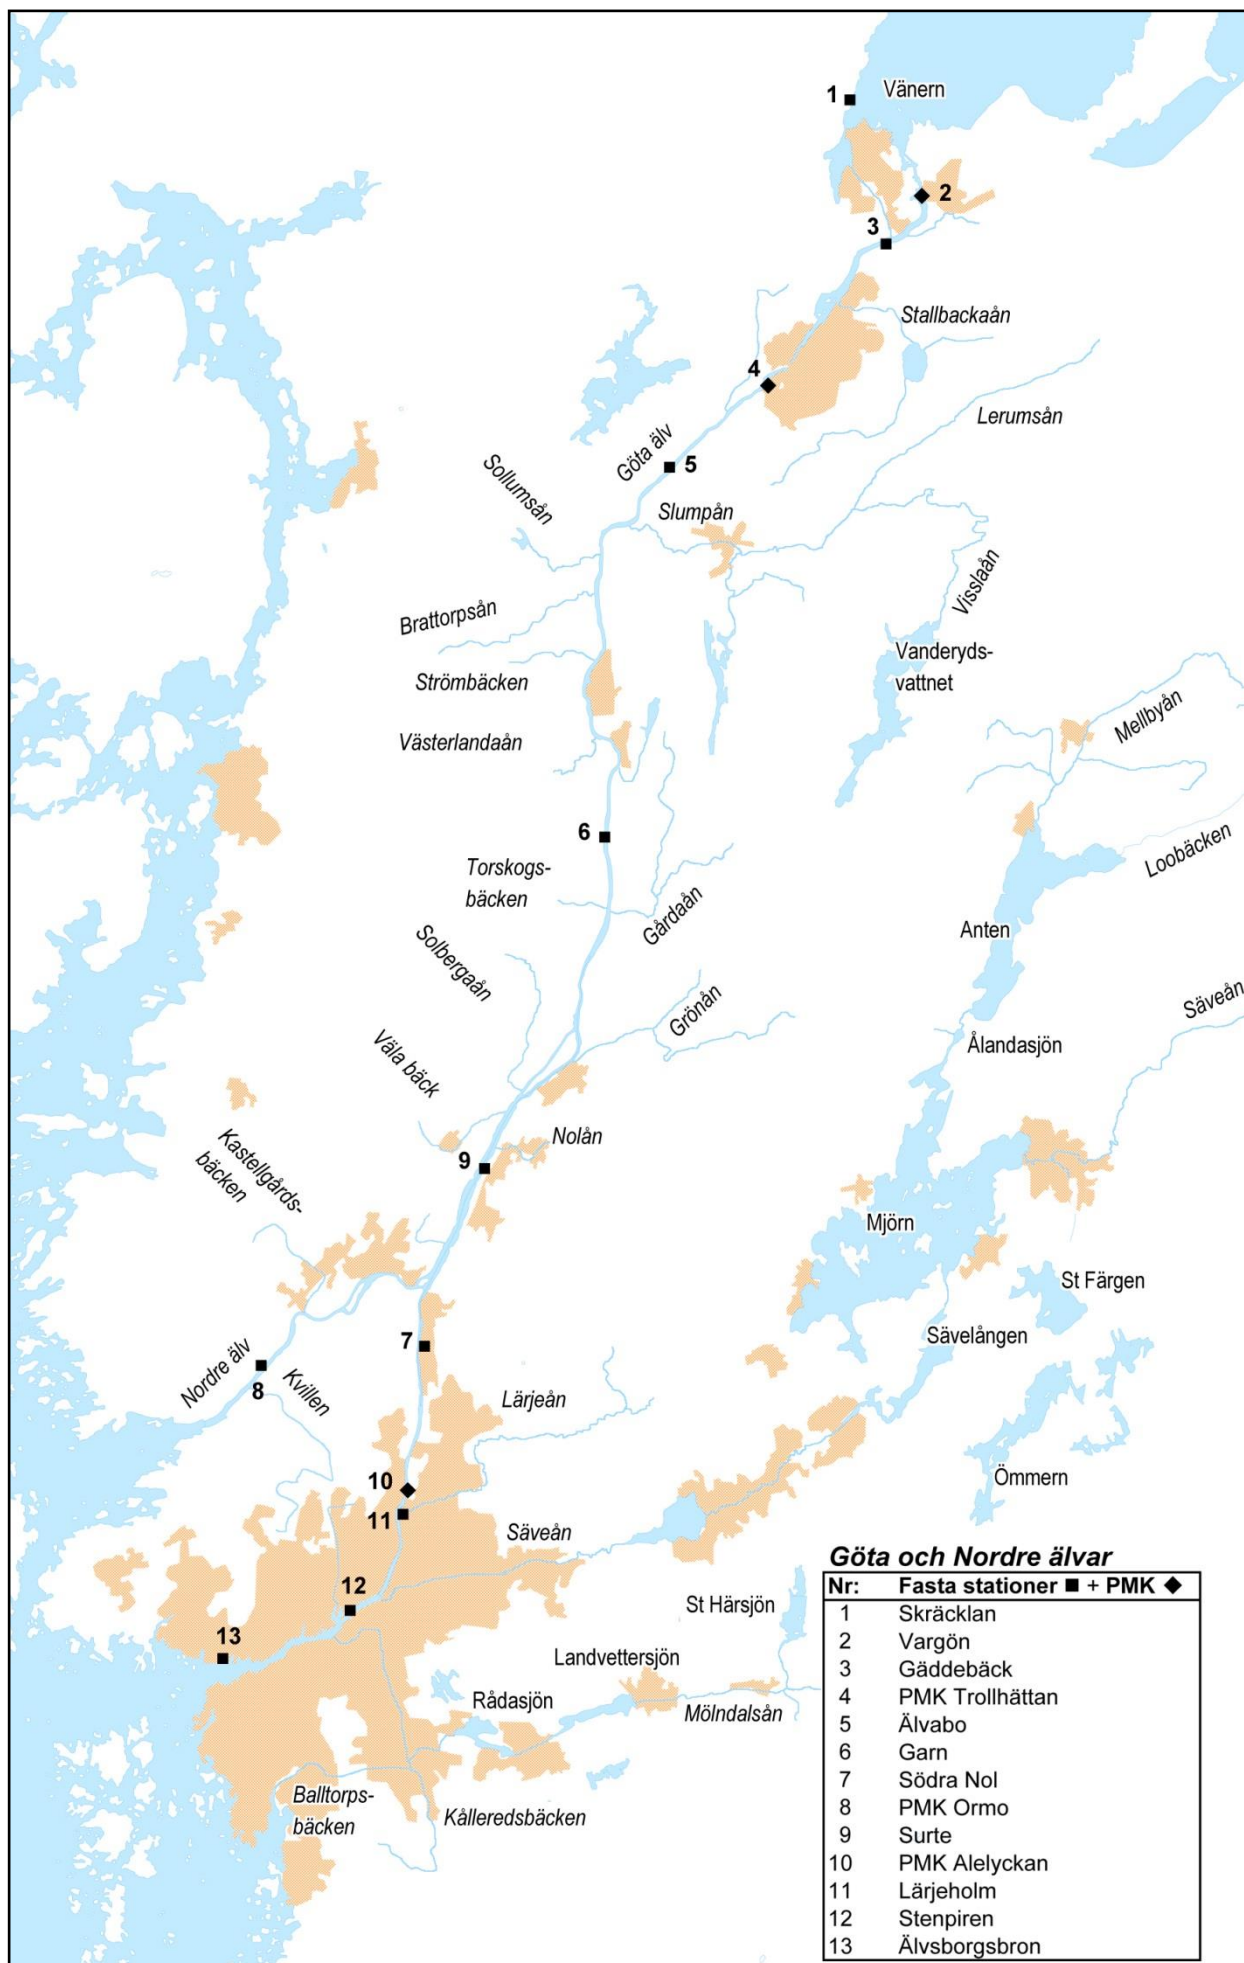 1
Vänern
2
3
Stallbackaån
4
Lerumsån
Göta älv
5
Sollumsån
Slumpån
Visslaån
Brattorpsån
Vanderyds-
vattnet
Strömbäcken
Mellbyån
Västerlandaån
6
Loobäcken
Torskogs-
bäcken
Gårdaån
Anten
Solbergaån
Grönån
Säveån
Ålandasjön
Väla bäck
Nolån
9
Kastellgårds-
bäcken
Mjörn
St Färgen
Sävelången
7
Nordre älv
8
Kvillen
Lärjeån
10
Ömmern
11
Säveån
12
St Härsjön
13
Landvettersjön
Rådasjön
Mölndalsån
Balltorps-
bäcken
Kålleredsbäcken
Göta och Nordre älvar
Nr: Fasta stationer ■ + PMK ◆
1 Skräcklan
2 Vargön
3 Gäddebäck
4 PMK Trollhättan
5 Älvabo
6 Garn
7 Södra Nol
8 PMK Ormo
9 Surte
10 PMK Alelyckan
11 Lärjeholm
12 Stenpiren
13 Älvsborgsbron